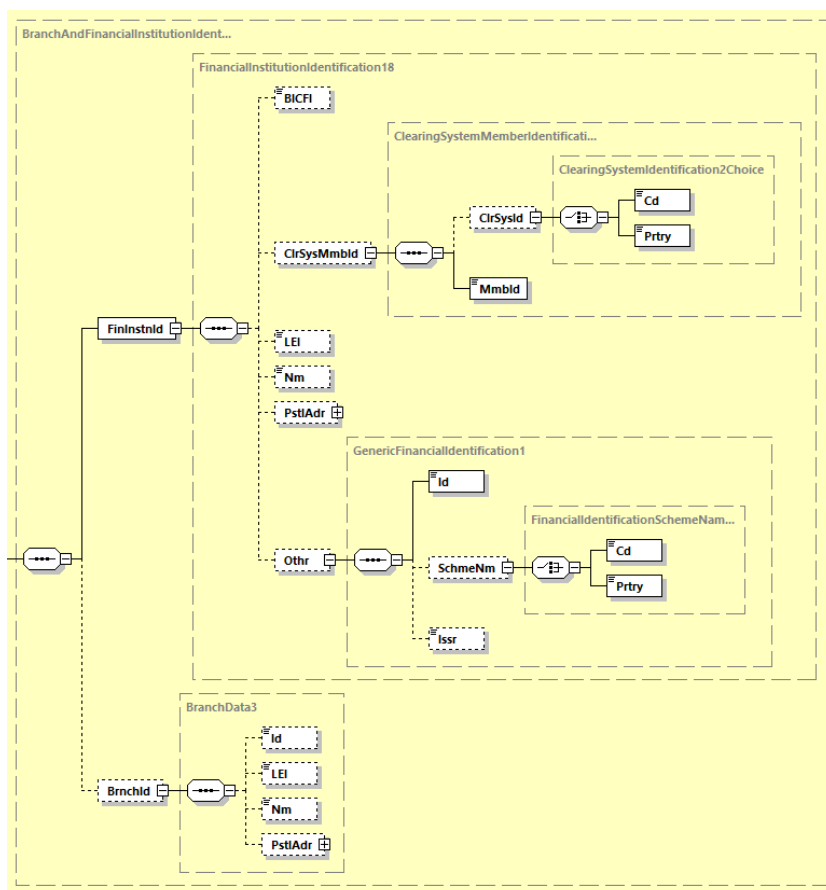 BranchAndFinancialInstitutionIdent...
FinancialInstitutionIdentification18
BICFI
ClearingSystemMemberIdentificati...
ClearingSystemIdentification2Choice
Cd
ClrSysId
Prtry
ClrSysMmbId
MmbId
FinInstnId
LEI
Nm
PstlAdr
GenericFinancialIdentification1
Id
FinancialIdentificationSchemeNam...
Cd
Othr
SchmeNm
Prtry
Issr
BranchData3
Id
LEI
BrnchId
Nm
PstlAdr